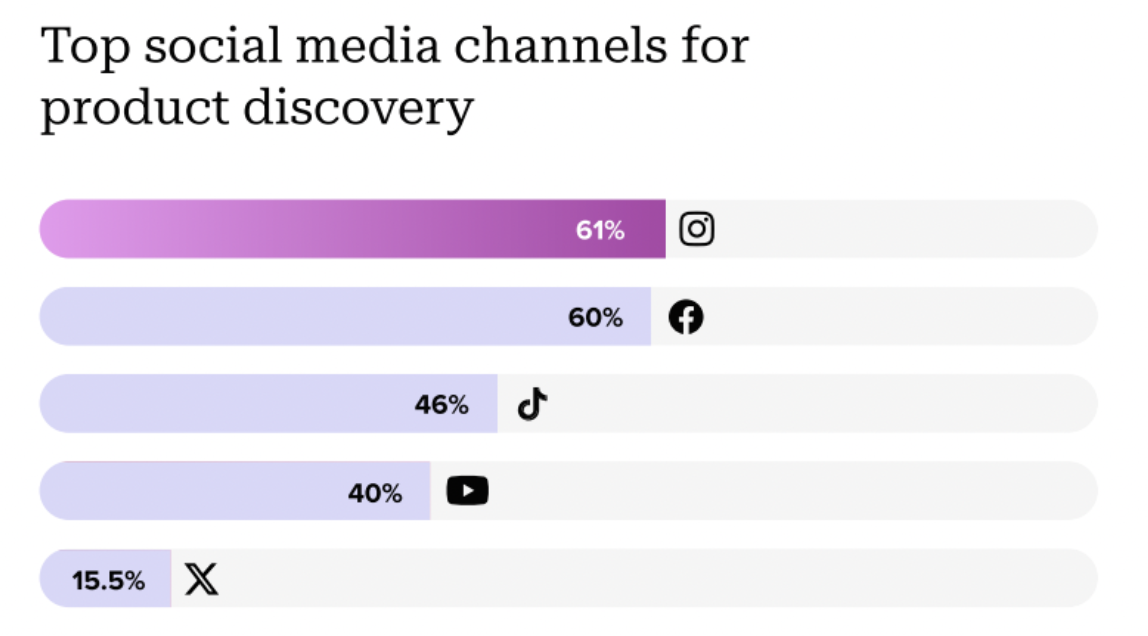 Top social media channels for
product discovery
61%
60%
46%
40%
15.5%